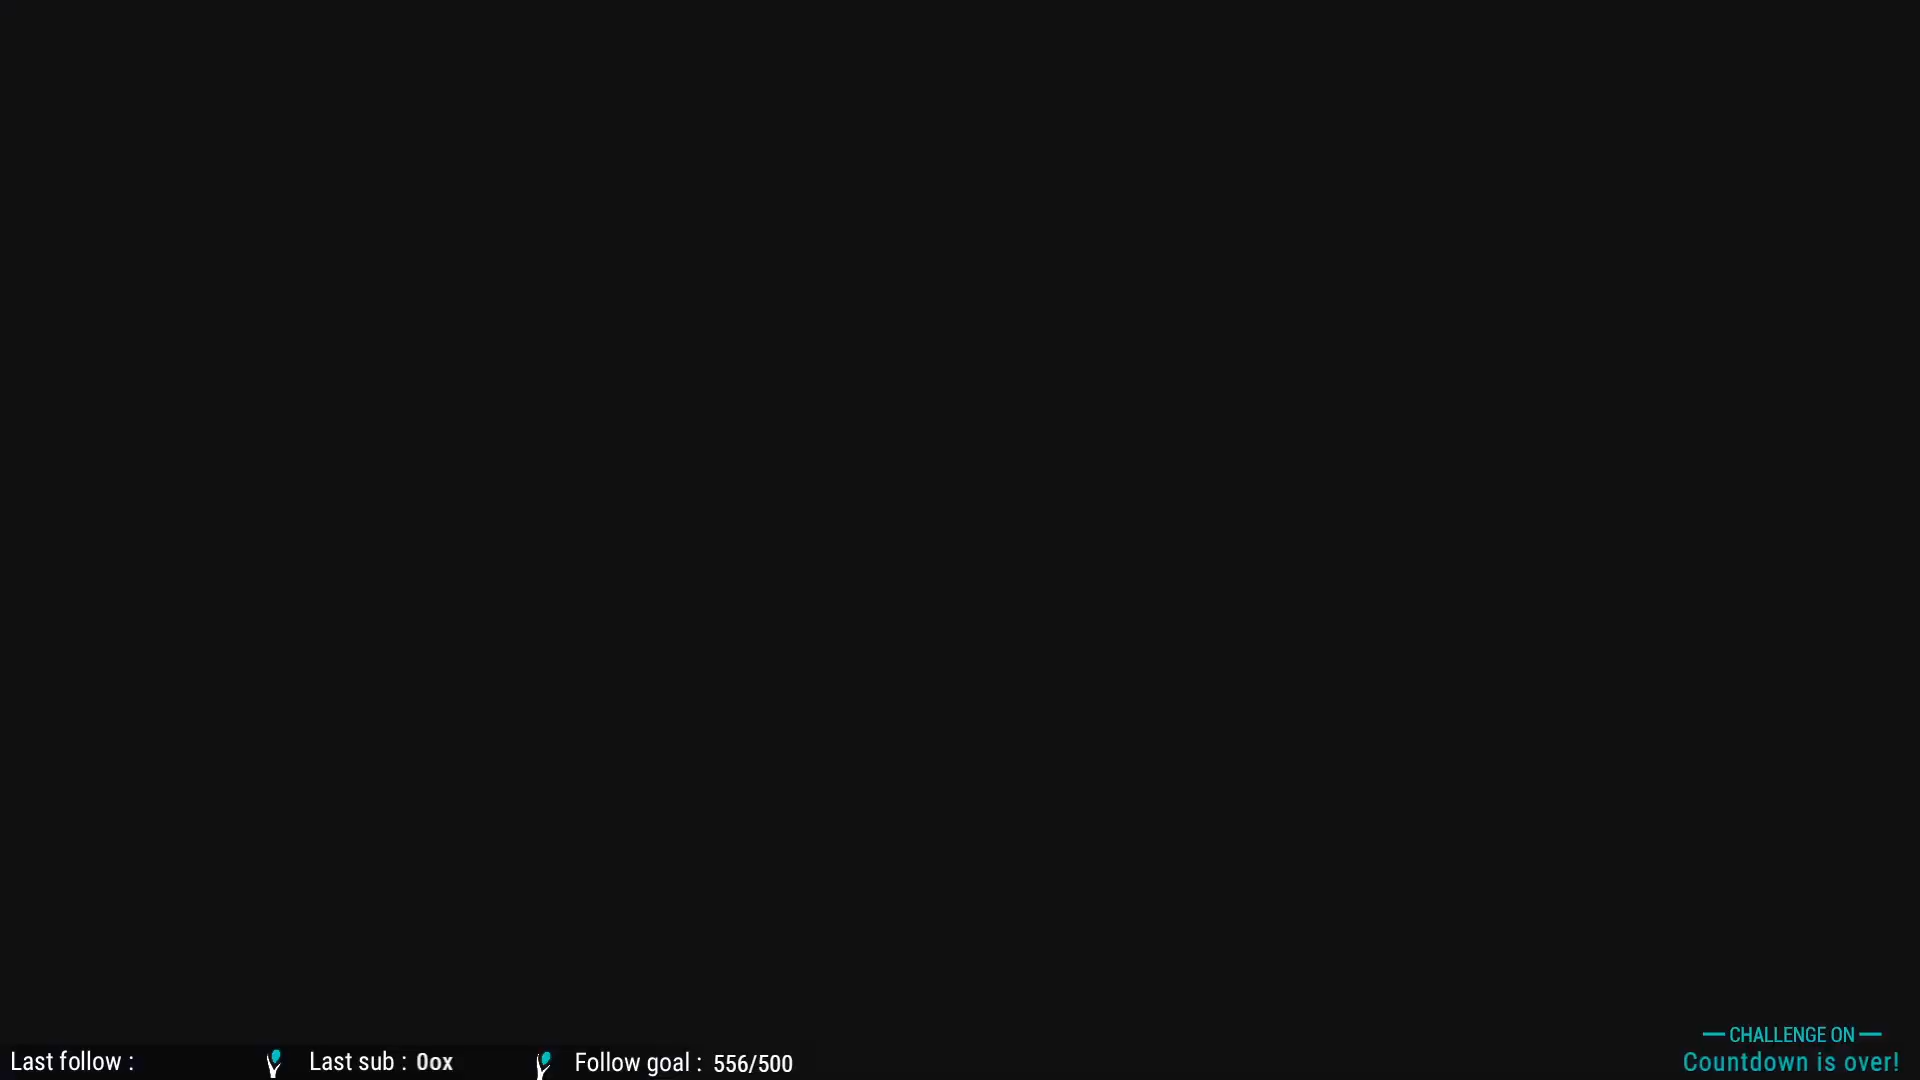 CHALLENGE ON
Countdown is over!
Last follow :
Last sub : 0ox
Follow goal : 556/500